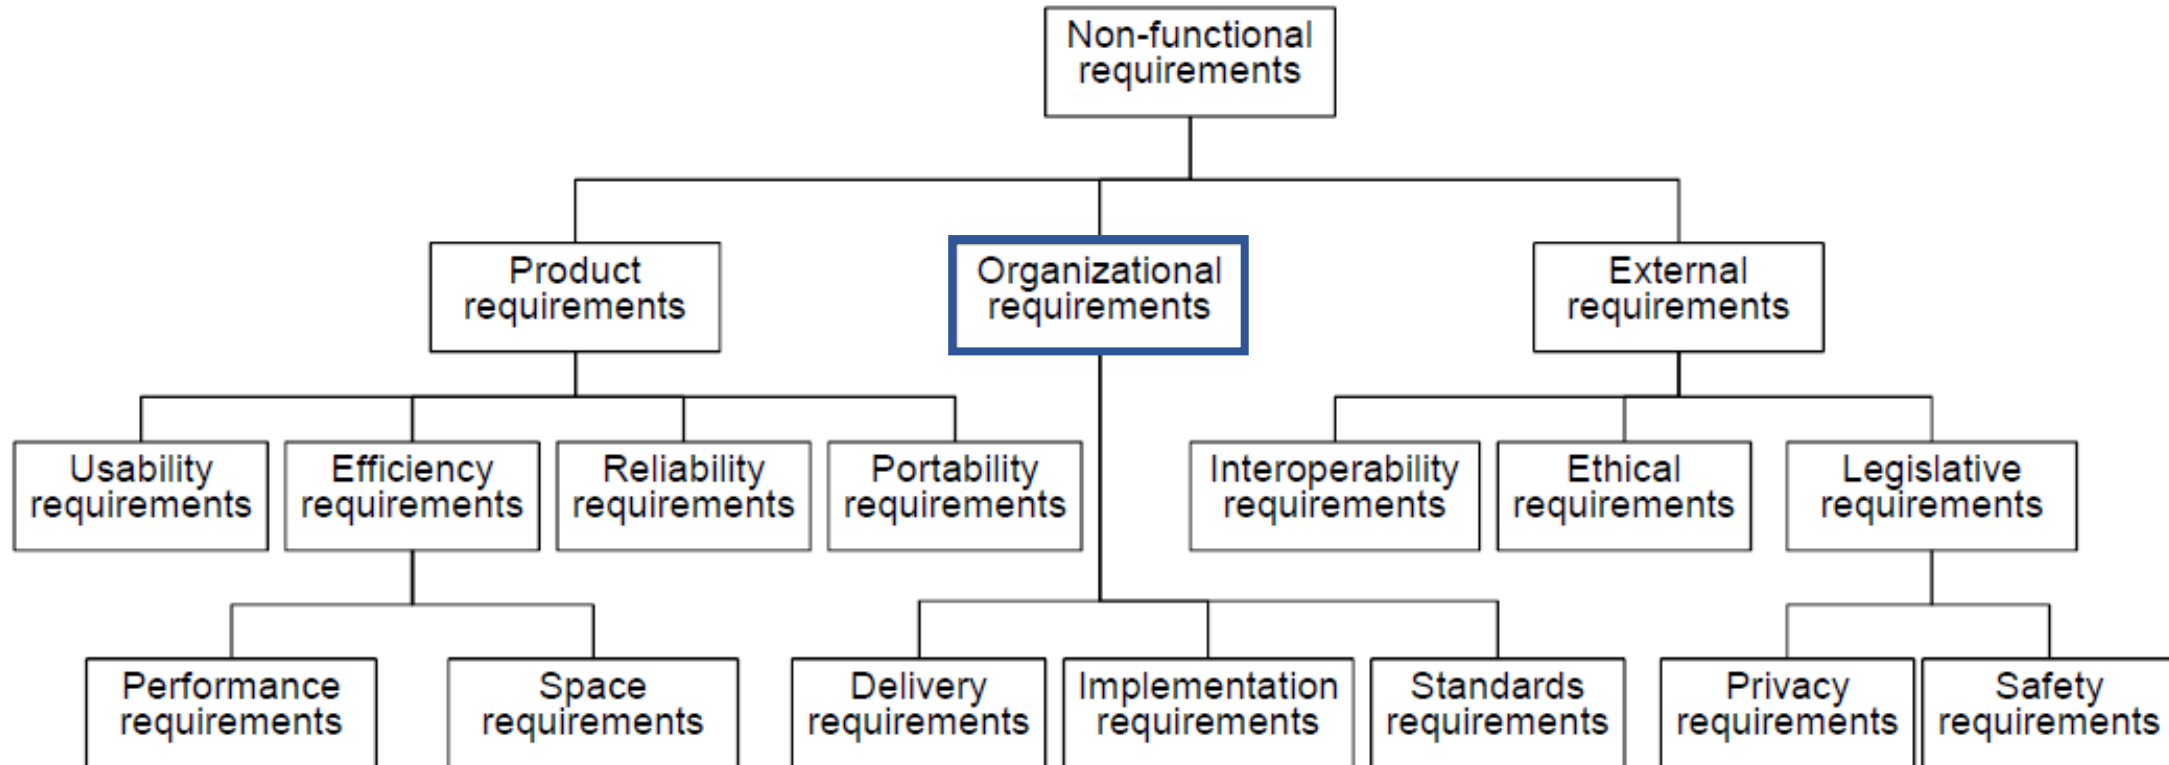 Non-functional
requirements
Product
requirements
Organizational
requirements
External
requirements
Usability
requirements
Efficiency
requirements
Reliability
requirements
Portability
requirements
Interoperability
requirements
Ethical
requirements
Legislative
requirements
Performance
requirements
Space
requirements
Delivery
requirements
Implementation
requirements
Standards
requirements
Privacy
requirements
Safety
requirements